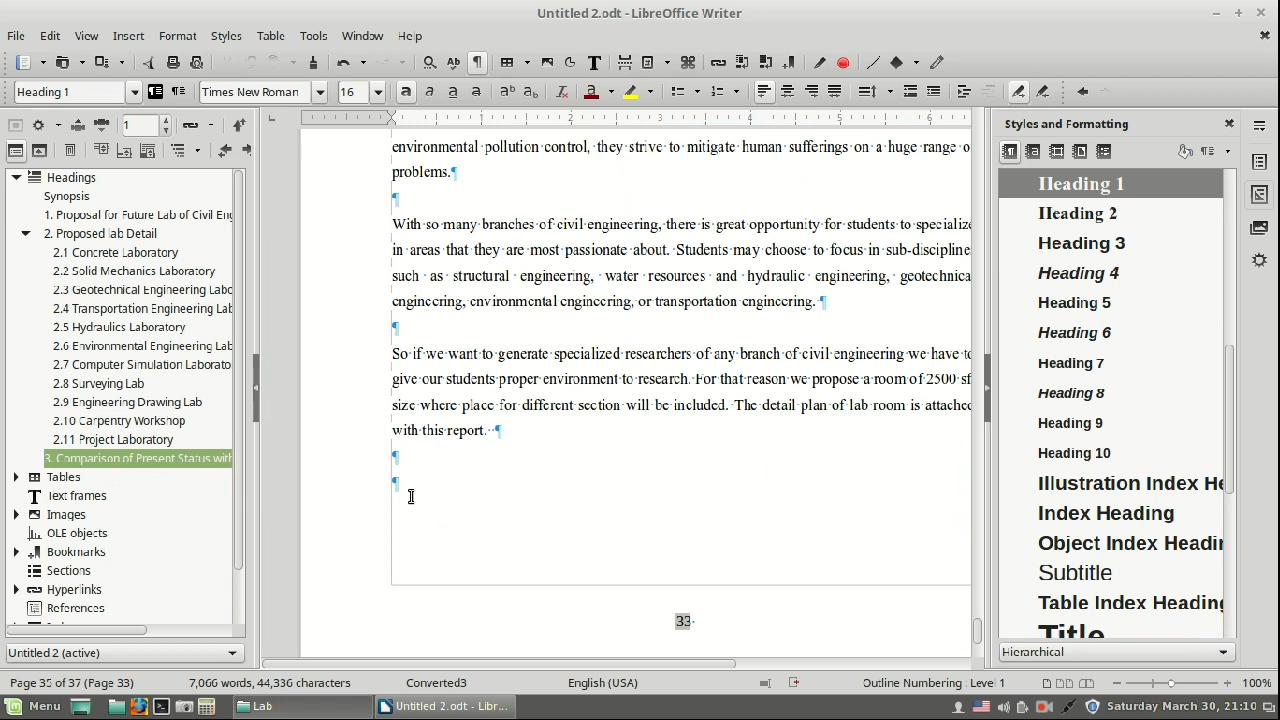 Untitled 2.odt - LibreOffice Writer
File Edit View Insert Format Styles Table Tools Window Help
Heading 1 Times New Roman 16
1
Headings
Synopsis
1. Proposal for Future Lab of Civil Eng
2. Proposed lab Detail
2.1 Concrete Laboratory
2.2 Solid Mechanics Laboratory
2.3 Geotechnical Engineering Labo
2.4 Transportation Engineering Lab
2.5 Hydraulics Laboratory
2.6 Environmental Engineering Lab
2.7 Computer Simulation Laborato
2.8 Surveying Lab
2.9 Engineering Drawing Lab
2.10 Carpentry Workshop
2.11 Project Laboratory
3. Comparison of Present Status with
Tables
Text frames
Images
OLE objects
Bookmarks
Sections
Hyperlinks
References
Untitled 2 (active)
1 2 3 4 5 6
environmental pollution control, they strive to mitigate human sufferings on a huge range o
problems.¶
¶
With so many branches of civil engineering, there is great opportunity for students to specialize
in areas that they are most passionate about. Students may choose to focus in sub-discipline
such as structural engineering, water resources and hydraulic engineering, geotechnica
engineering, environmental engineering, or transportation engineering. ¶
¶
So if we want to generate specialized researchers of any branch of civil engineering we have to
give our students proper environment to research. For that reason we propose a room of 2500 sf
size where place for different section will be included. The detail plan of lab room is attached
with this report. ¶
¶
¶
33
Styles and Formatting
Heading 1
Heading 2
Heading 3
Heading 4
Heading 5
Heading 6
Heading 7
Heading 8
Heading 9
Heading 10
Illustration Index He
Index Heading
Object Index Headin
Subtitle
Table Index Heading
Title
Hierarchical
Page 35 of 37 (Page 33) 7,066 words, 44,336 characters Converted3 English (USA) Outline Numbering : Level 1 100%
Menu Lab Untitled 2.odt - Libr... Saturday March 30, 21:10